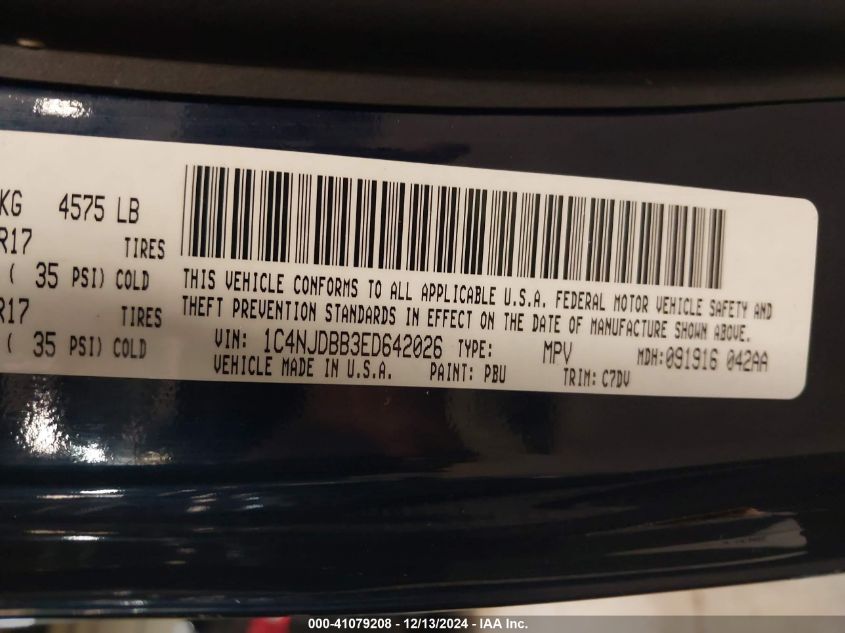 KG 4575 LB
R17 TIRES
( 35 PSI) COLD
R17 TIRES
( 35 PSI) COLD
THIS VEHICLE CONFORMS TO ALL APPLICABLE U.S.A. FEDERAL MOTOR VEHICLE SAFETY AND
THEFT PREVENTION STANDARDS IN EFFECT ON THE DATE OF MANUFACTURE SHOWN ABOVE.
VIN: 1C4NJDBB3ED642026 TYPE: MPV MDH:091916 042AA
VEHICLE MADE IN U.S.A. PAINT: PBU TRIM: C7DV
000-41079208 - 12/13/2024 - IAA Inc.